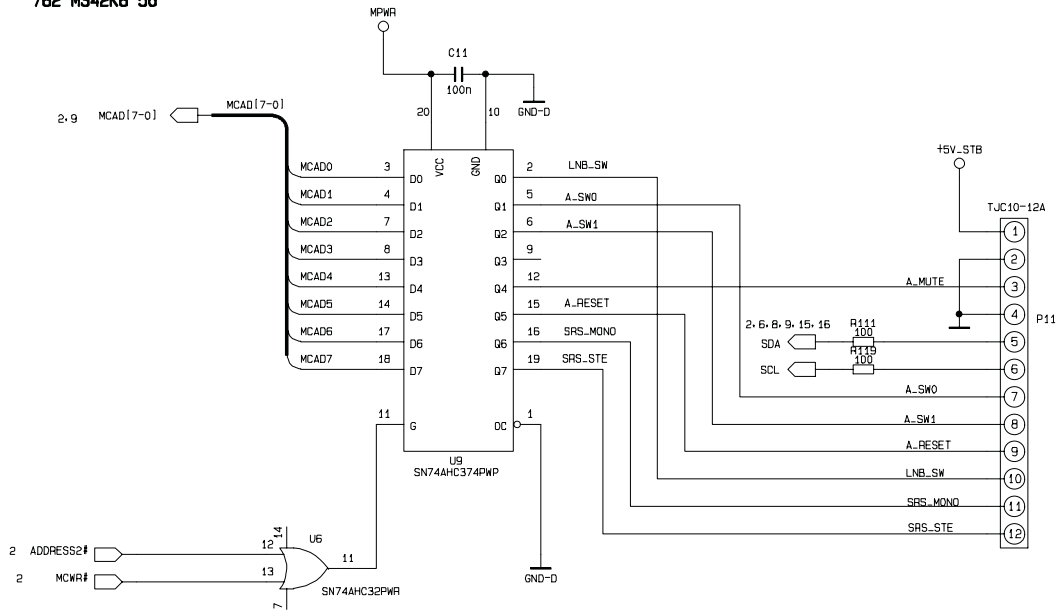 MPWR
C11
100n
GND-D
20
10
2,9 MCAD[7-0]
MCAD[7-0]
VCC
GND
+5V_STB
TJC10-12A
P11
MCAD0 3 D0
MCAD1 4 D1
MCAD2 7 D2
MCAD3 8 D3
MCAD4 13 D4
MCAD5 14 D5
MCAD6 17 D6
MCAD7 18 D7
11 G
Q0 2 LNB_SW
Q1 5 A_SW0
Q2 6 A_SW1
Q3 9
Q4 12
Q5 15 A_RESET
Q6 16 SRS_MONO
Q7 19 SRS_STE
OC 1
U9
SN74AHC374PWP
1
2
A_MUTE 3
4
2,6,8,9,15,16
SDA R111 100 5
SCL R119 100 6
A_SW0 7
A_SW1 8
A_RESET 9
LNB_SW 10
SRS_MONO 11
SRS_STE 12
GND-D
2 ADDRESS2# 12
2 MCWR# 13
14
7
U6
11
SN74AHC32PWR